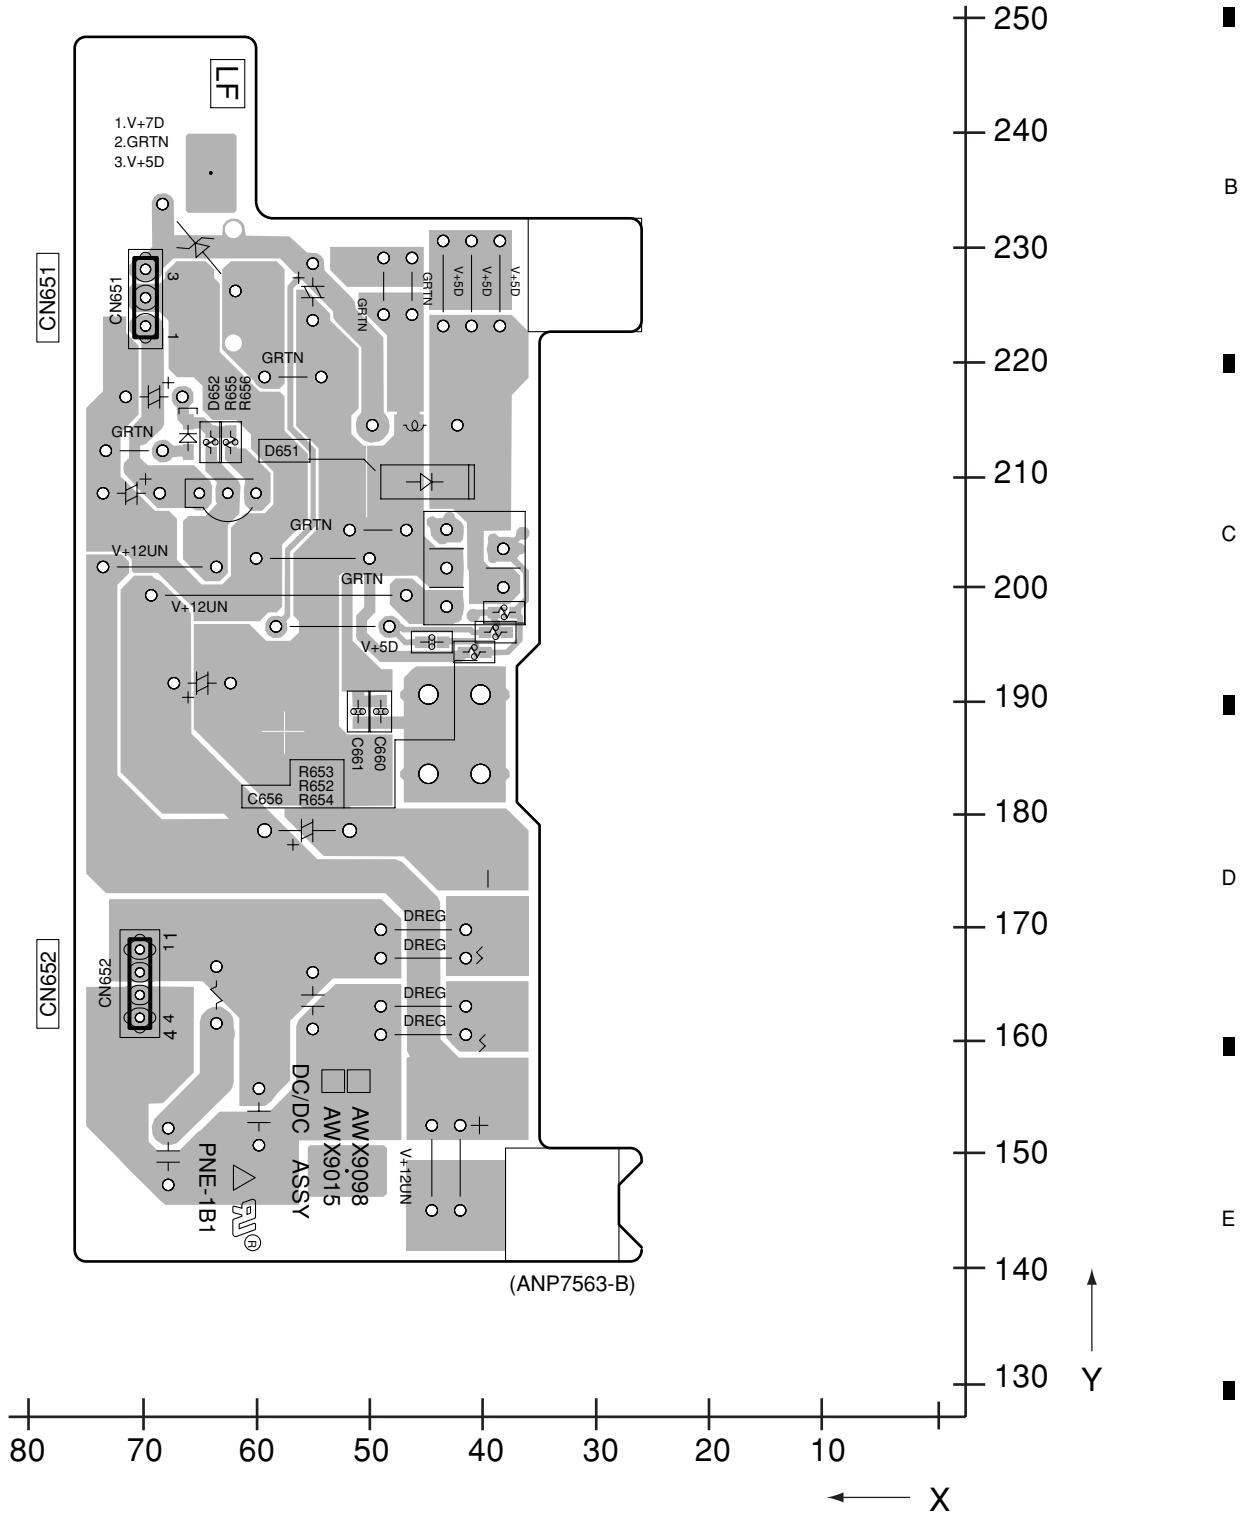 250
LF
1.V+7D
2.GRTN
3.V+5D
240
B
230
CN651
CN651
3
1
+
GRTN
GRTN
V+5D
V+5D
V+5D
220
GRTN
+
D652
R655
R656
GRTN
D651
210
+
GRTN
C
V+12UN
GRTN
200
V+12UN
V+5D
190
+
C661
C660
R653
R652
C656 R654
180
+
D
170
DREG
DREG
CN652
CN652
1
1
4
4
DREG
DREG
160
DC/DC ASSY
AWX9098
AWX9015
+
150
PNE-1B1
V+12UN
R
E
140
(ANP7563-B)
130
Y
80 70 60 50 40 30 20 10
X